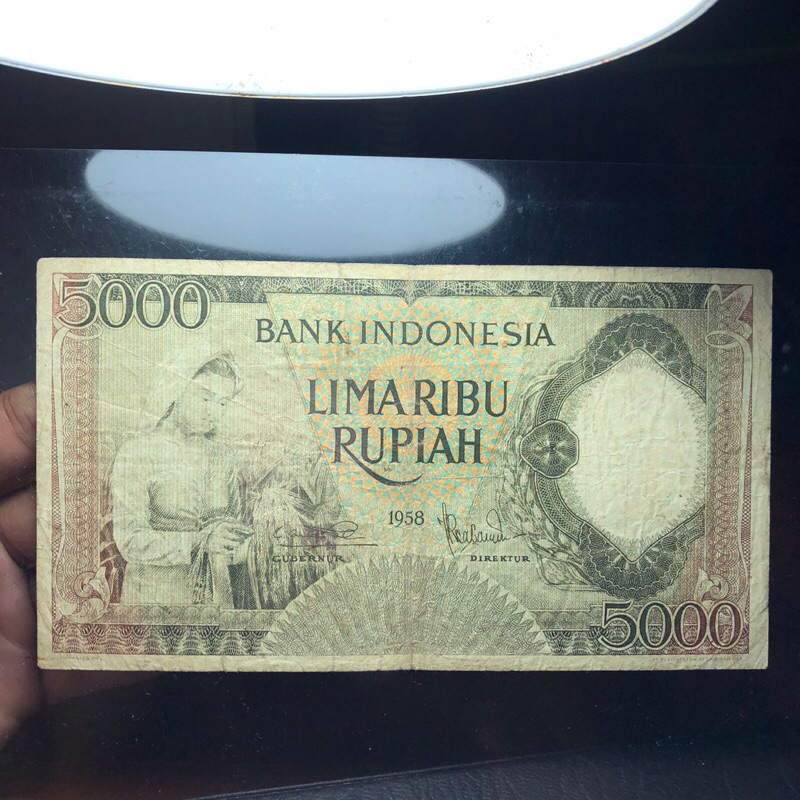 5000
BANK INDONESIA
LIMA RIBU
RUPIAH
1958
GUBERNUR
DIREKTUR
5000